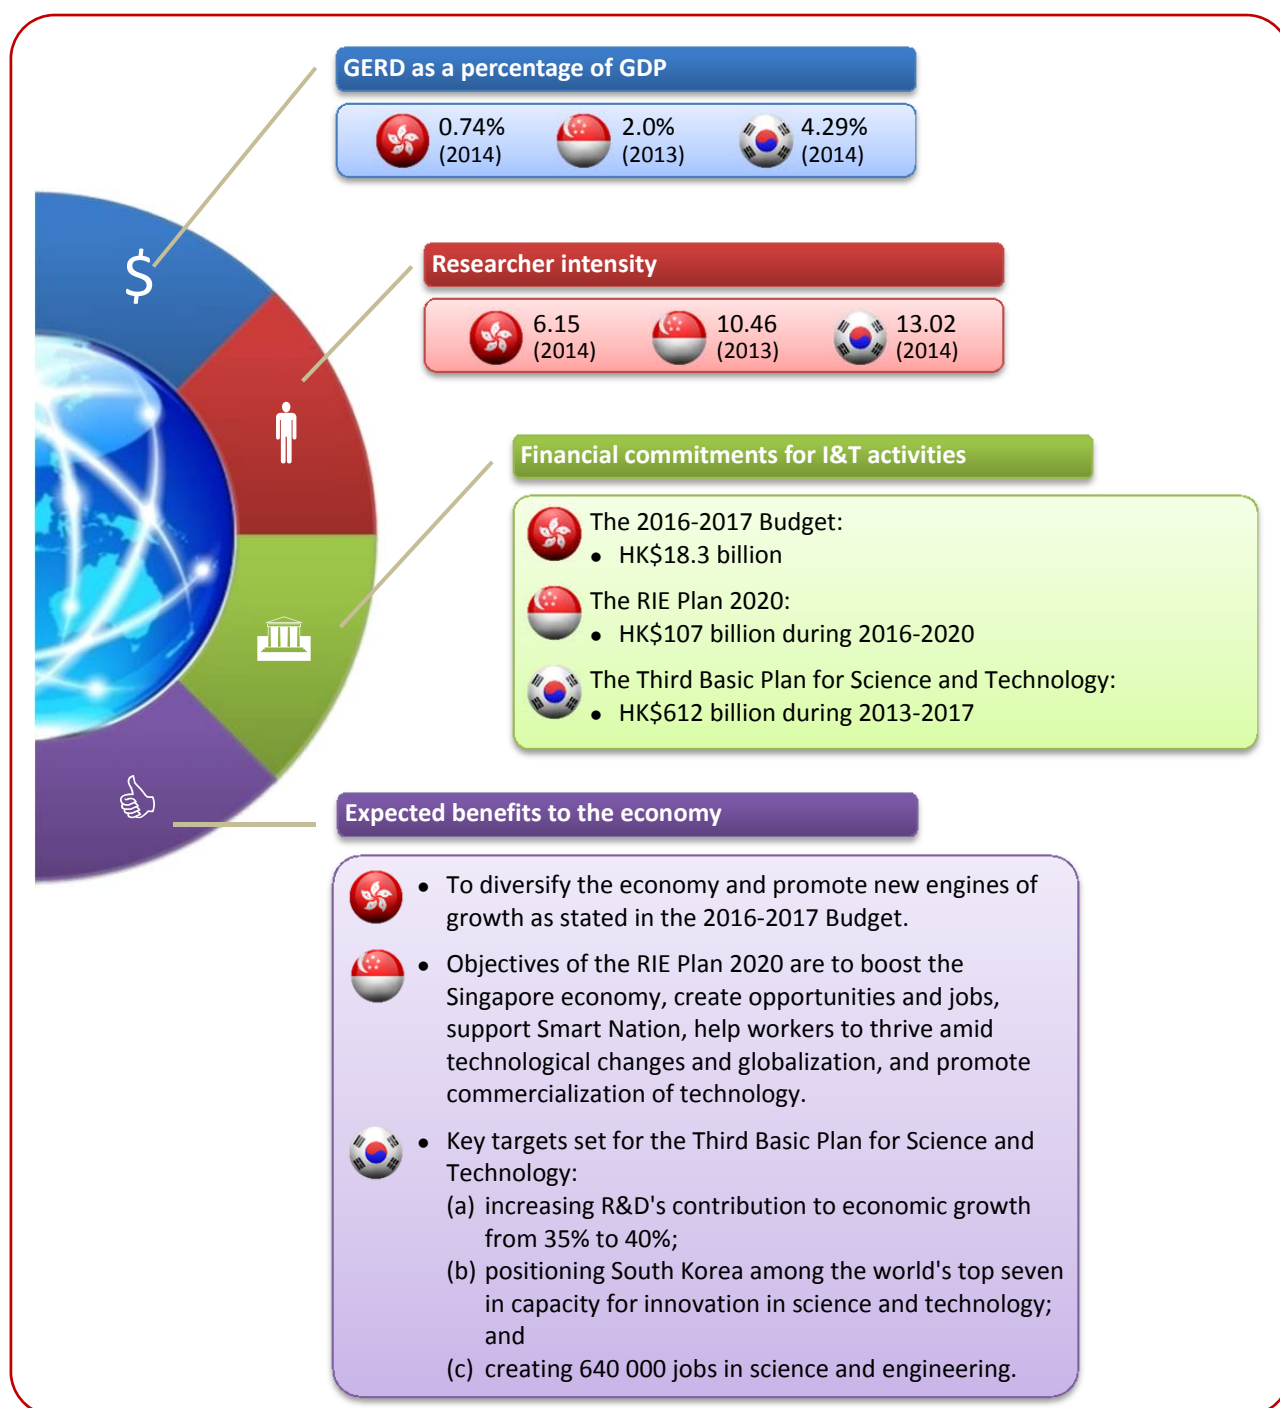 GERD as a percentage of GDP
0.74%
(2014)
2.0%
(2013)
4.29%
(2014)
$
Researcher intensity
6.15
(2014)
10.46
(2013)
13.02
(2014)
Financial commitments for I&T activities
The 2016-2017 Budget:
• HK$18.3 billion
The RIE Plan 2020:
• HK$107 billion during 2016-2020
The Third Basic Plan for Science and Technology:
• HK$612 billion during 2013-2017
Expected benefits to the economy
• To diversify the economy and promote new engines of
growth as stated in the 2016-2017 Budget.
• Objectives of the RIE Plan 2020 are to boost the
Singapore economy, create opportunities and jobs,
support Smart Nation, help workers to thrive amid
technological changes and globalization, and promote
commercialization of technology.
• Key targets set for the Third Basic Plan for Science and
Technology:
(a) increasing R&D's contribution to economic growth
from 35% to 40%;
(b) positioning South Korea among the world's top seven
in capacity for innovation in science and technology;
and
(c) creating 640 000 jobs in science and engineering.